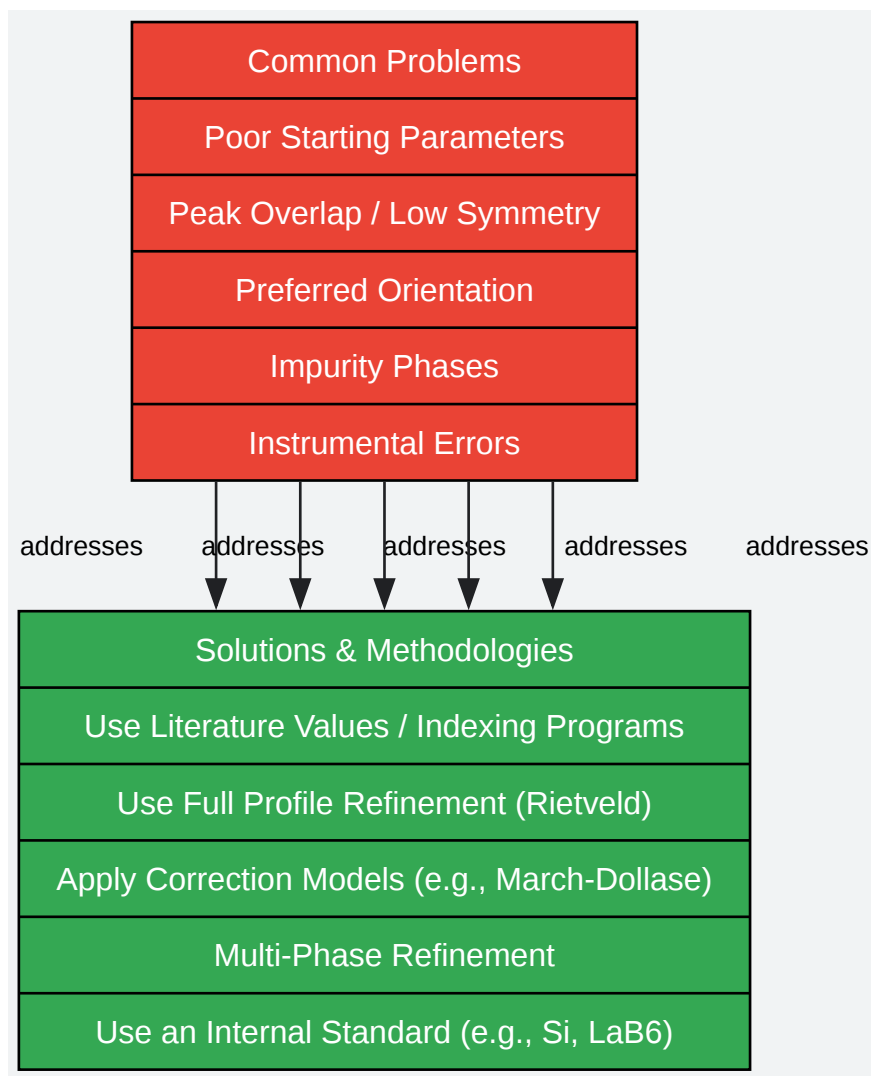 Common Problems
Poor Starting Parameters
Peak Overlap / Low Symmetry
Preferred Orientation
Impurity Phases
Instrumental Errors
addresses addresses addresses addresses addresses
Solutions & Methodologies
Use Literature Values / Indexing Programs
Use Full Profile Refinement (Rietveld)
Apply Correction Models (e.g., March-Dollase)
Multi-Phase Refinement
Use an Internal Standard (e.g., Si, LaB6)